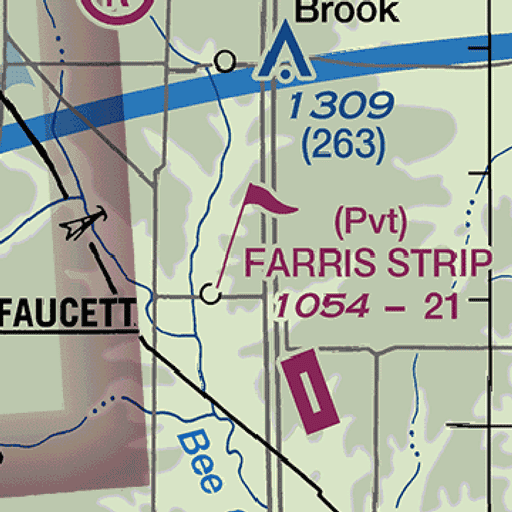 R
Brook
1309
(263)
(Pvt)
FARRIS STRIP
1054 - 21
FAUCETT
Bee